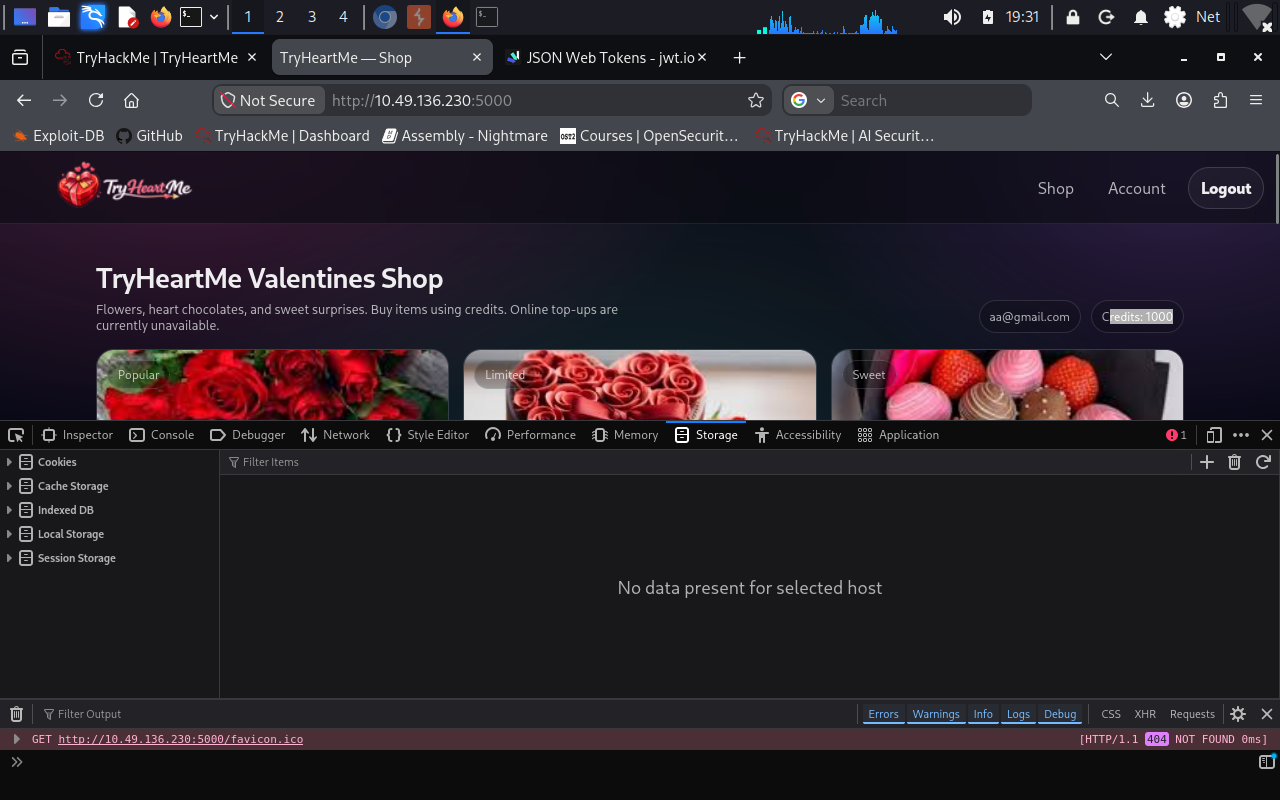 1 2 3 4 19:31 Net
TryHackMe | TryHeartMe TryHeartMe — Shop JSON Web Tokens - jwt.io
Not Secure http://10.49.136.230:5000 Search
Exploit-DB GitHub TryHackMe | Dashboard Assembly - Nightmare OST2 Courses | OpenSecurit… TryHackMe | AI Securit…
TryHeartMe Shop Account Logout
TryHeartMe Valentines Shop
Flowers, heart chocolates, and sweet surprises. Buy items using credits. Online top-ups are
currently unavailable.
aa@gmail.com Credits: 1000
Popular Limited Sweet
Inspector Console Debugger Network Style Editor Performance Memory Storage Accessibility Application 1
Cookies Filter Items
Cache Storage
Indexed DB
Local Storage
Session Storage
No data present for selected host
Filter Output Errors Warnings Info Logs Debug CSS XHR Requests
GET http://10.49.136.230:5000/favicon.ico [HTTP/1.1 404 NOT FOUND 0ms]